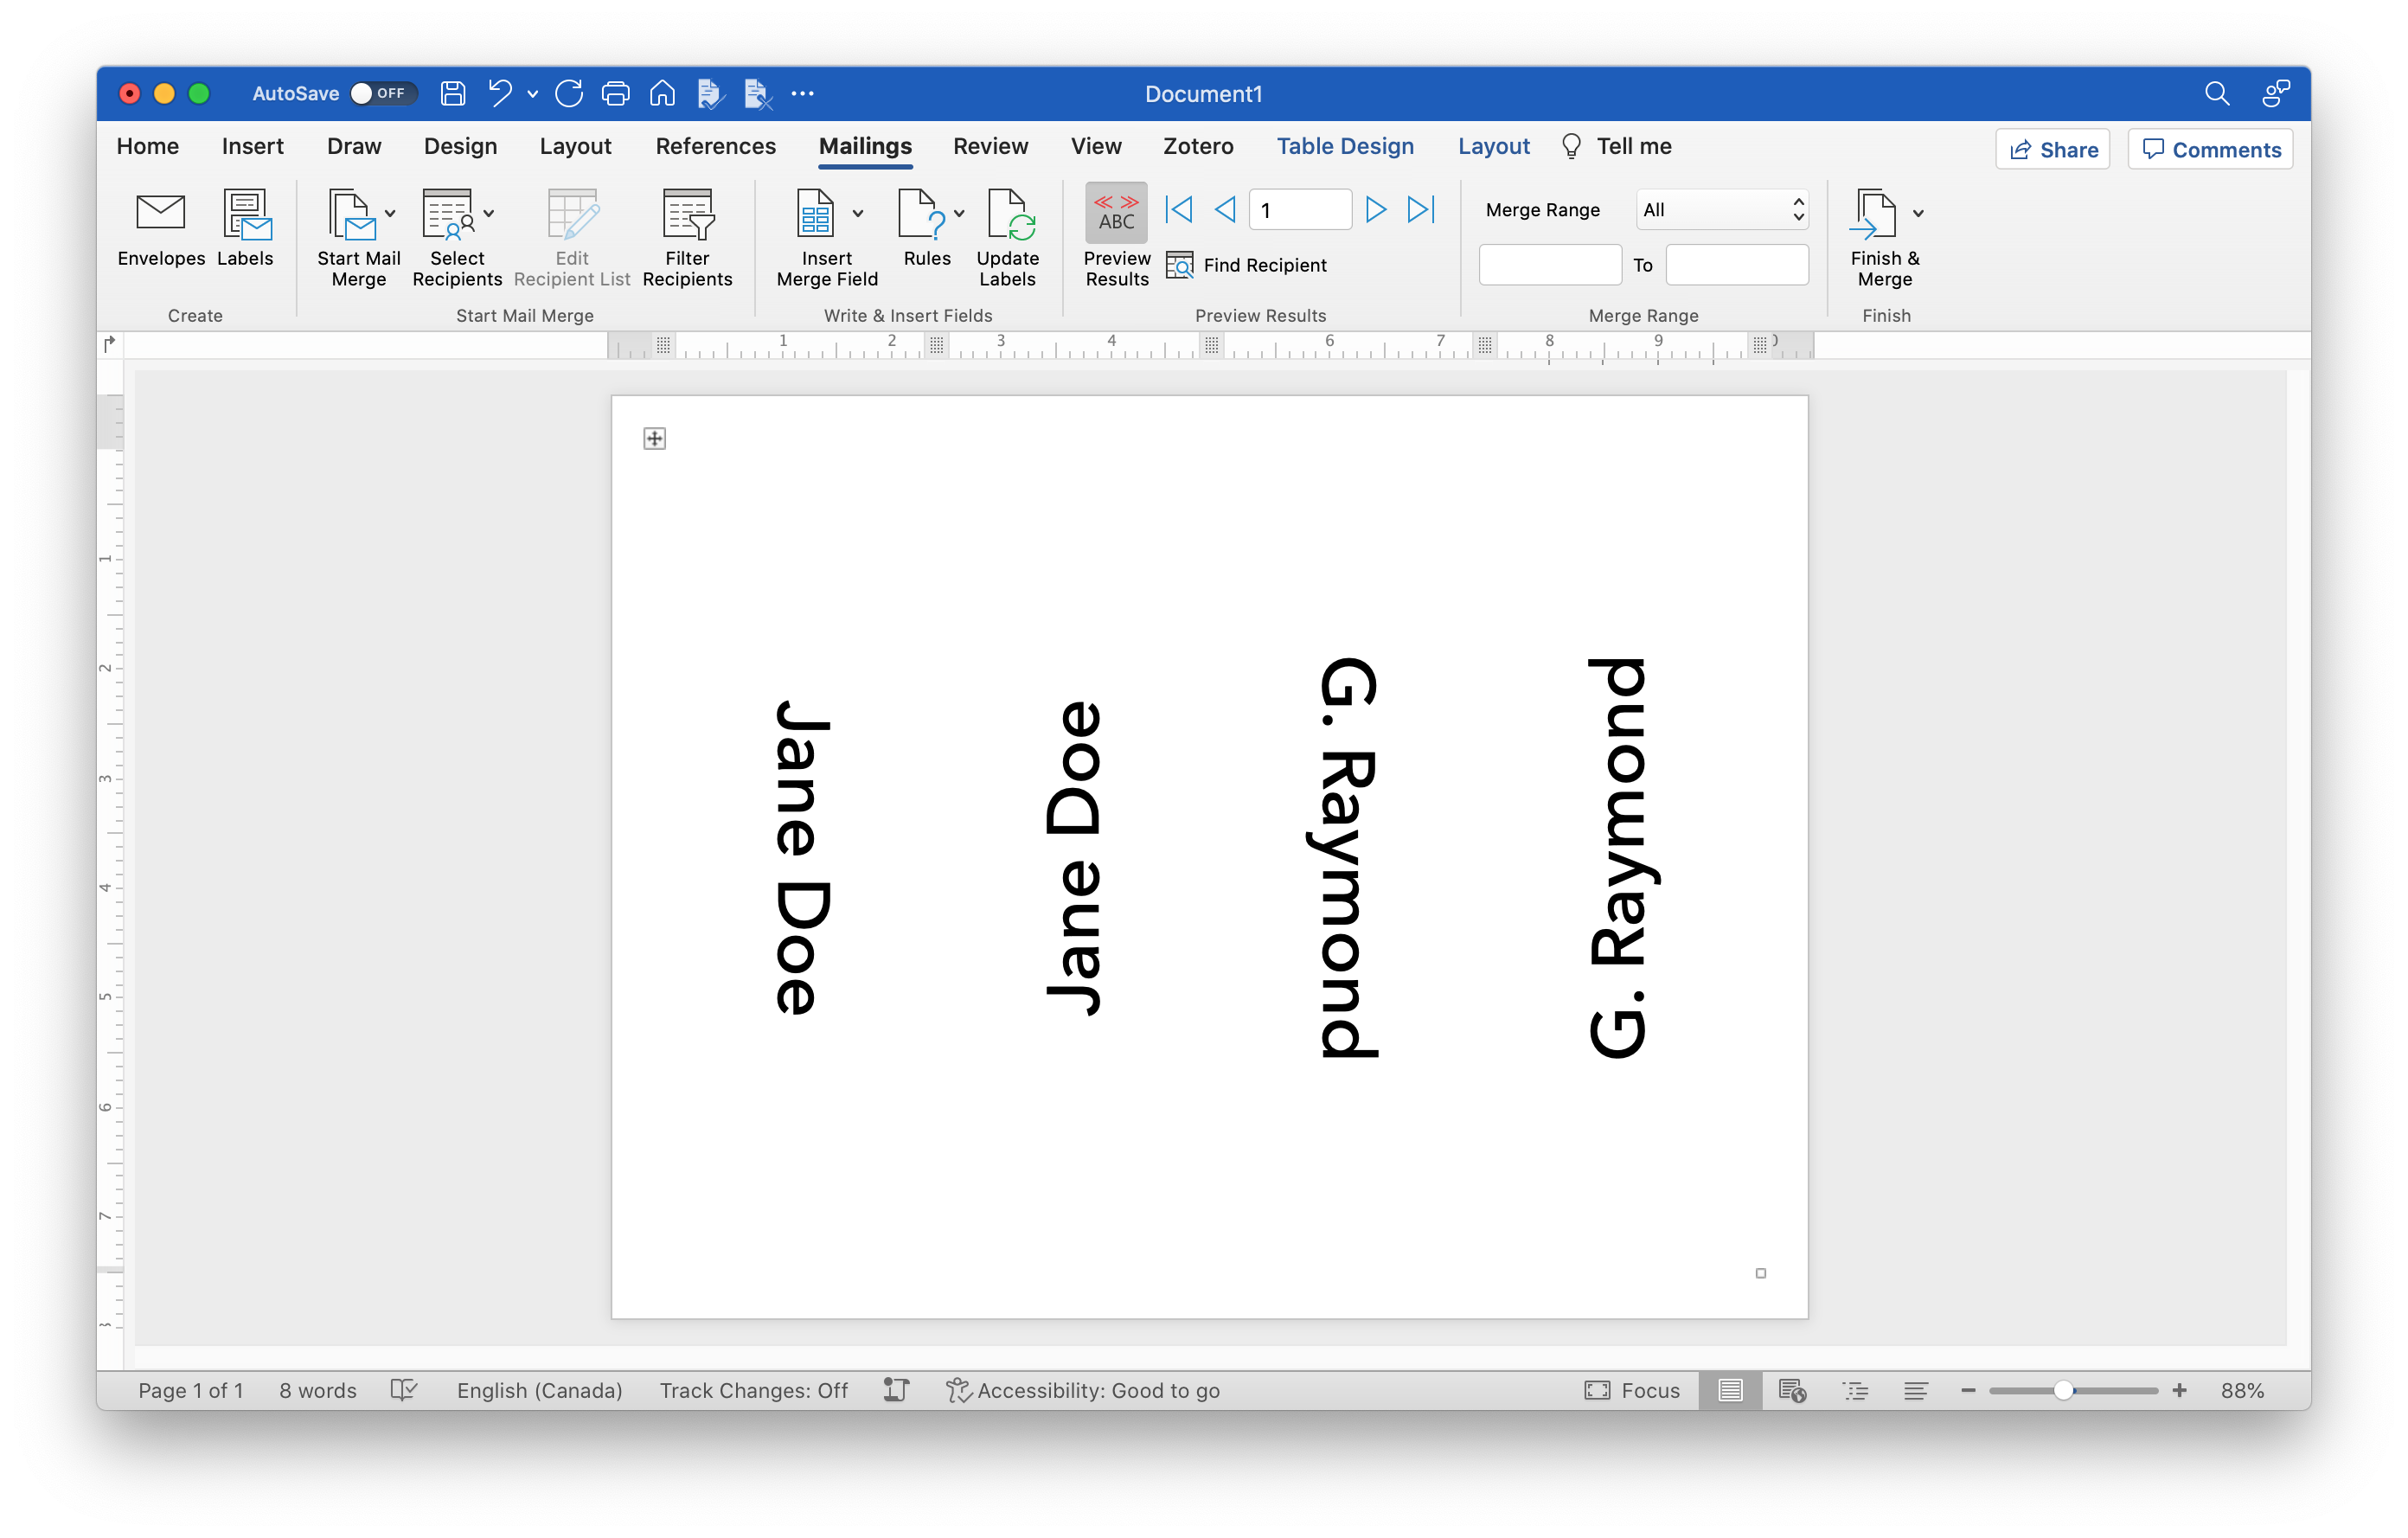 AutoSave OFF
Document1
Home Insert Draw Design Layout References Mailings Review View Zotero Table Design Layout Tell me Share Comments
Envelopes Labels
Create
Start Mail Merge
Select Recipients
Edit Recipient List
Filter Recipients
Start Mail Merge
Insert Merge Field
Rules
Update Labels
Write & Insert Fields
ABC
Preview Results
1
Find Recipient
Preview Results
Merge Range All
To
Merge Range
Finish & Merge
Finish
1 2 3 4 6 7 8 9
1
2
3
4
5
6
7
Jane Doe
Jane Doe
G. Raymond
G. Raymond
Page 1 of 1 8 words English (Canada) Track Changes: Off Accessibility: Good to go Focus 88%